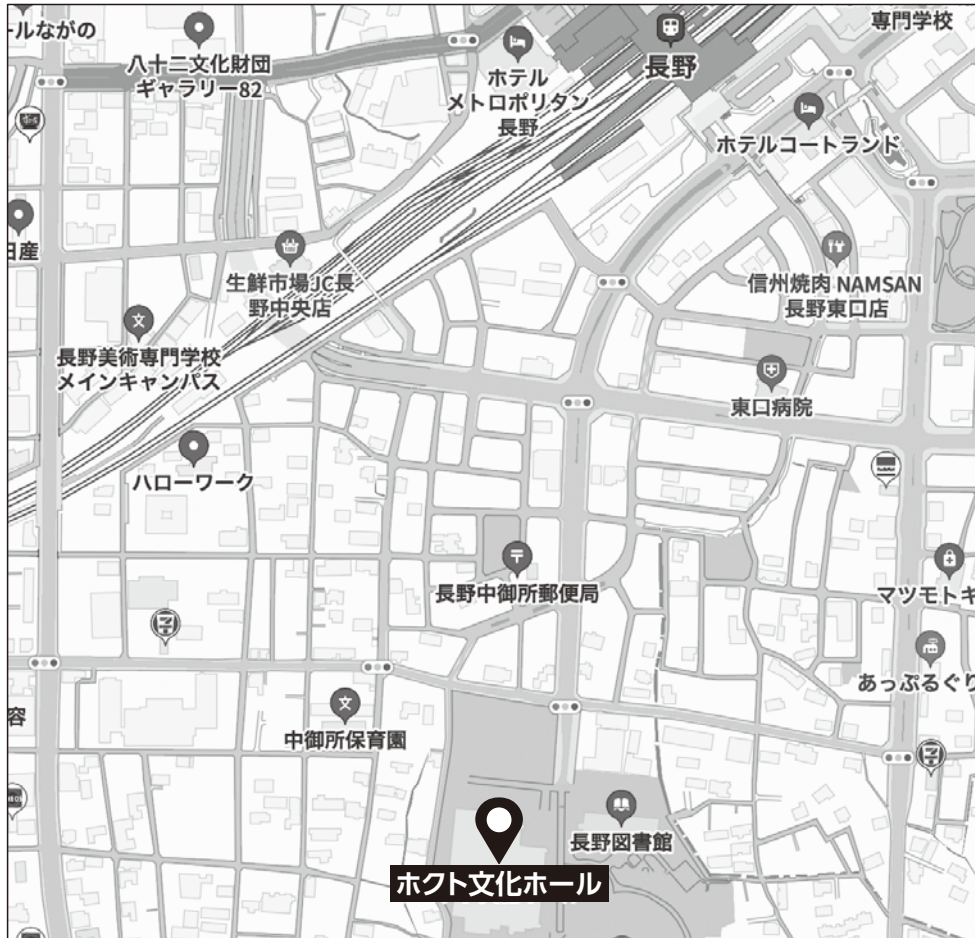 ールながの
専門学校
八十二文化財団
ギャラリー82
ホテル
メトロポリタン
長野
長野
ホテルコートランド
日産
生鮮市場JC長
野中央店
信州焼肉 NAMSAN
長野東口店
長野美術専門学校
メインキャンパス
東口病院
ハローワーク
長野中御所郵便局
マツモトキ
あっぷるぐり
容
中御所保育園
長野図書館
ホクト文化ホール